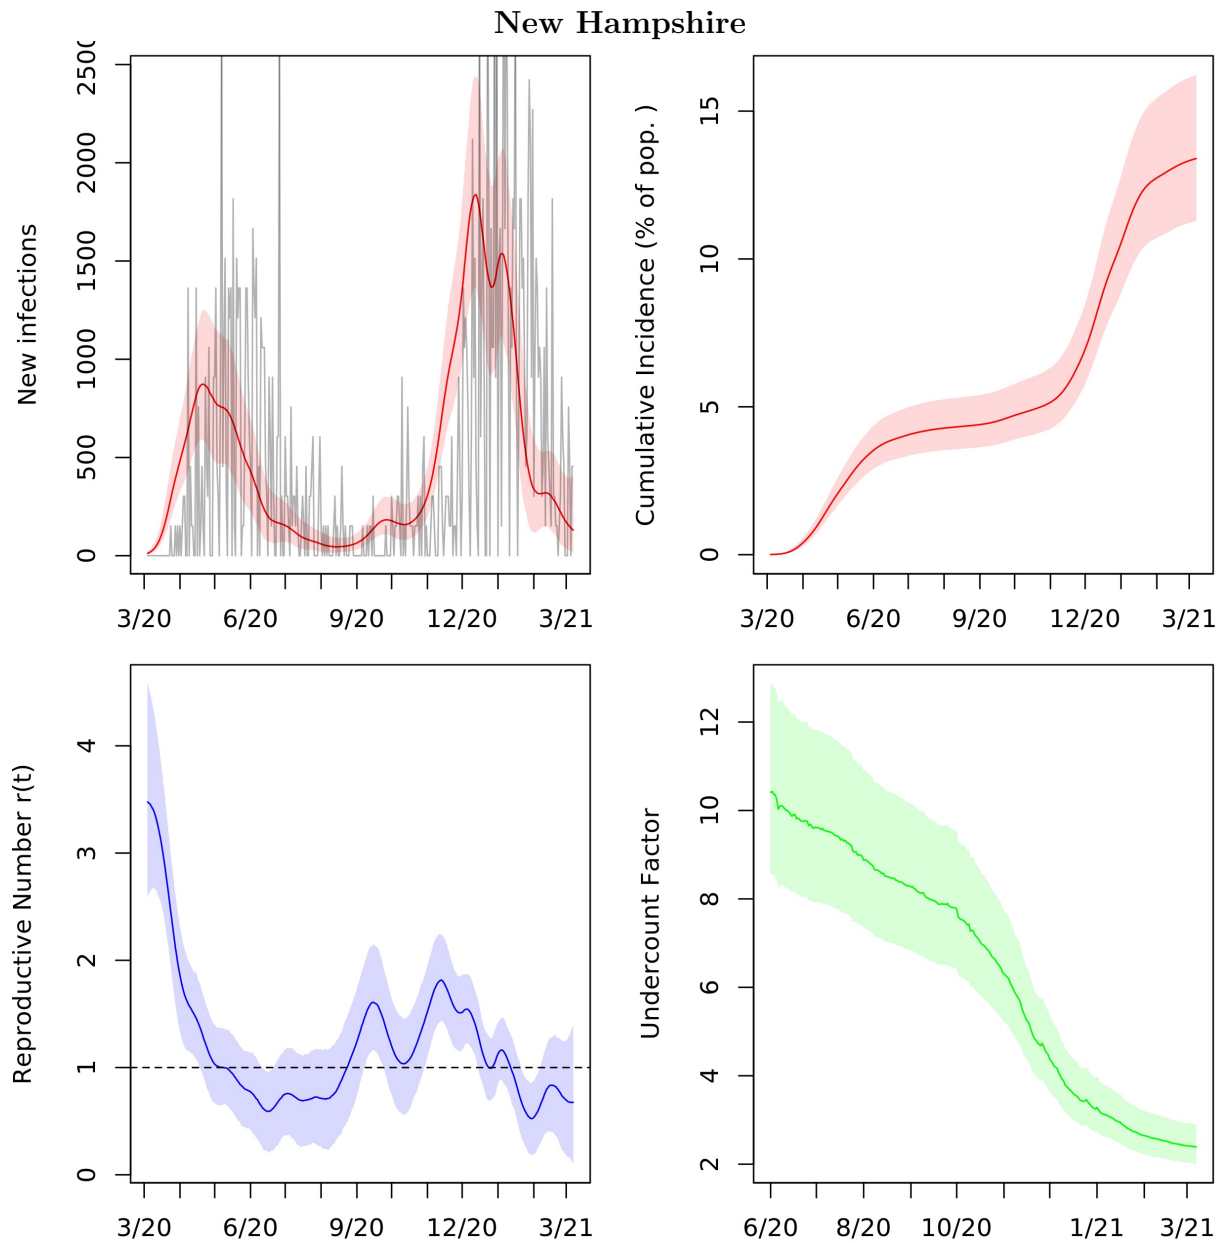 New Hampshire
New infections
0
500
1000
1500
2000
2500
3/20 6/20 9/20 12/20 3/21
Cumulative Incidence (% of pop. )
0
5
10
15
3/20 6/20 9/20 12/20 3/21
Reproductive Number r(t)
0
1
2
3
4
3/20 6/20 9/20 12/20 3/21
Undercount Factor
2
4
6
8
10
12
6/20 8/20 10/20 1/21 3/21